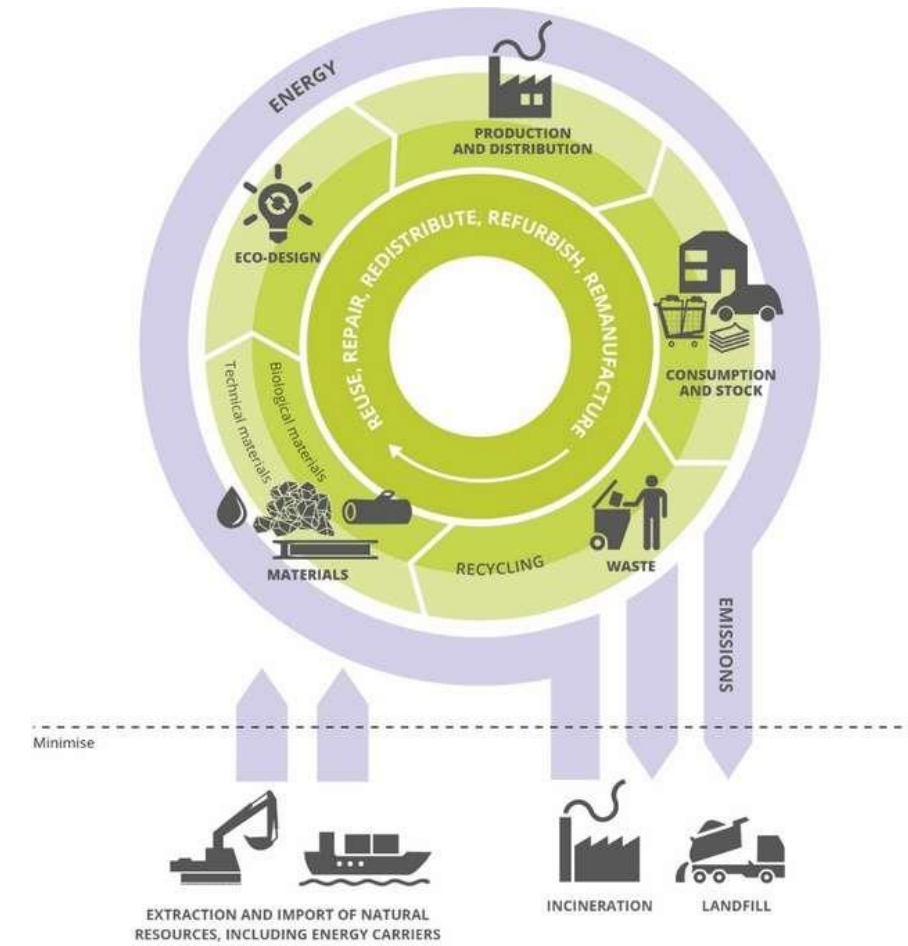 ENERGY
PRODUCTION
AND DISTRIBUTION
ECO-DESIGN
REUSE, REPAIR, REDISTRIBUTE, REFURBISH, REMANUFACTURE
CONSUMPTION
AND STOCK
Technical materials
Biological materials
MATERIALS
RECYCLING
WASTE
EMISSIONS
Minimise
EXTRACTION AND IMPORT OF NATURAL
RESOURCES, INCLUDING ENERGY CARRIERS
INCINERATION
LANDFILL